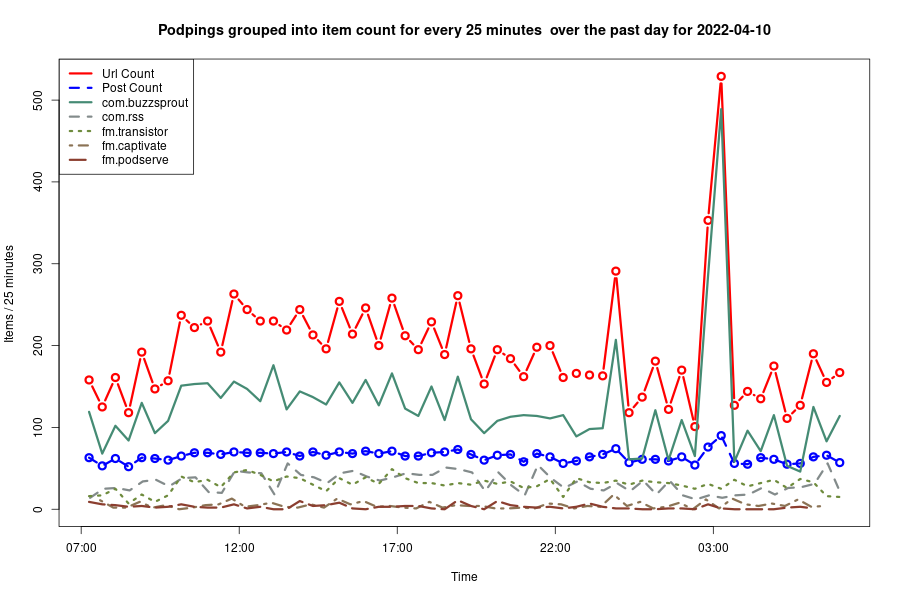 Podpings grouped into item count for every 25 minutes  over the past day for 2022-04-10
Url Count
Post Count
com.buzzsprout
com.rss
fm.transistor
fm.captivate
fm.podserve
Items / 25 minutes
500
400
300
200
100
0
07:00
12:00
17:00
22:00
03:00
Time